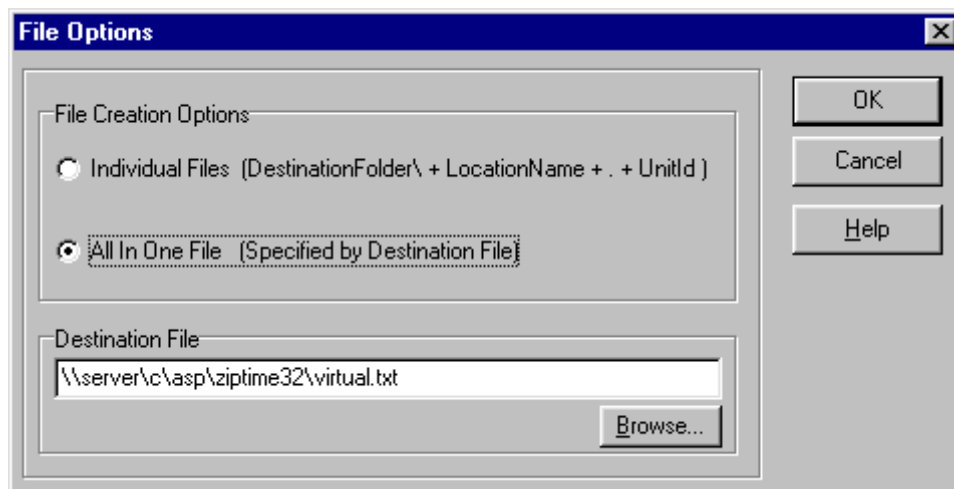 File Options
File Creation Options
Individual Files (DestinationFolder\ + LocationName + . + UnitId )
All In One File (Specified by Destination File)
Destination File
\\server\c\asp\ziptime32\virtual.txt
Browse...
OK
Cancel
Help